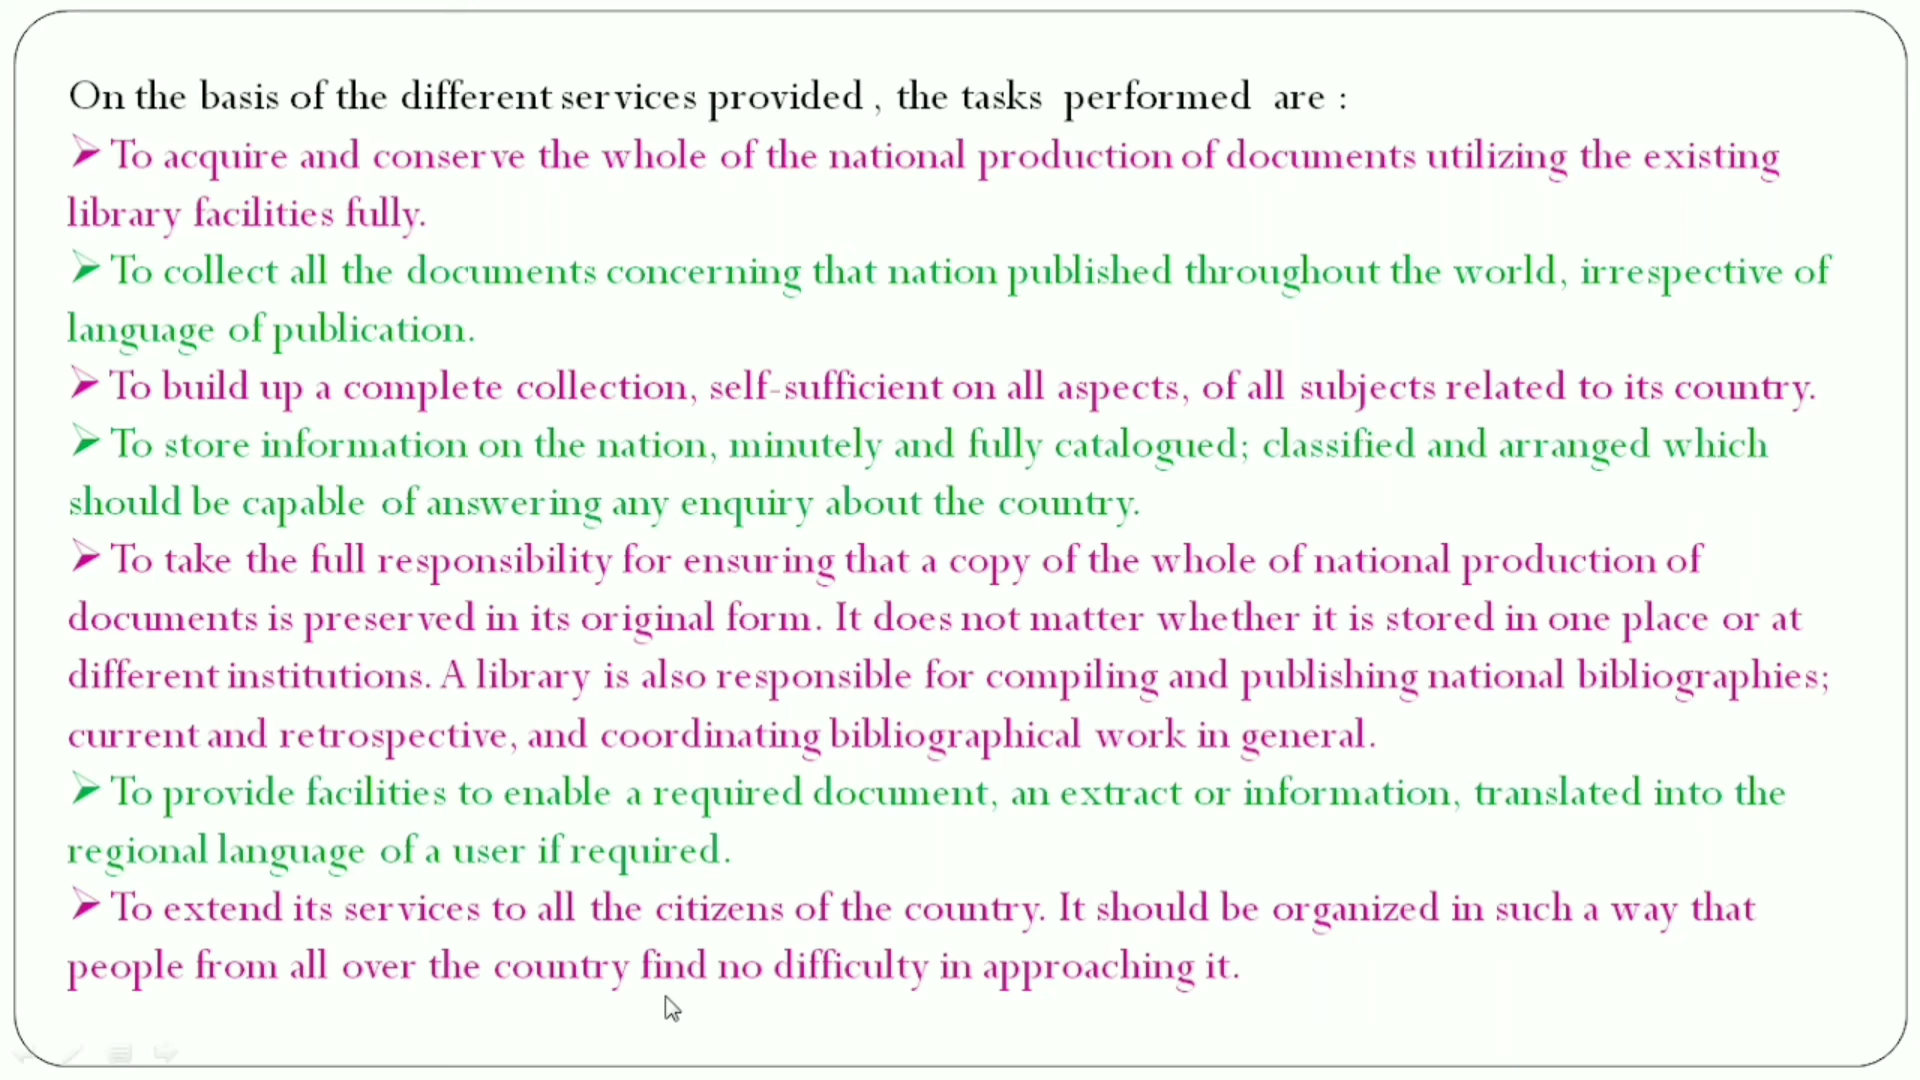 On the basis of the different services provided , the tasks performed are :
➢ To acquire and conserve the whole of the national production of documents utilizing the existing
library facilities fully.
➢ To collect all the documents concerning that nation published throughout the world, irrespective of
language of publication.
➢ To build up a complete collection, self-sufficient on all aspects, of all subjects related to its country.
➢ To store information on the nation, minutely and fully catalogued; classified and arranged which
should be capable of answering any enquiry about the country.
➢ To take the full responsibility for ensuring that a copy of the whole of national production of
documents is preserved in its original form. It does not matter whether it is stored in one place or at
different institutions. A library is also responsible for compiling and publishing national bibliographies;
current and retrospective, and coordinating bibliographical work in general.
➢ To provide facilities to enable a required document, an extract or information, translated into the
regional language of a user if required.
➢ To extend its services to all the citizens of the country. It should be organized in such a way that
people from all over the country find no difficulty in approaching it.